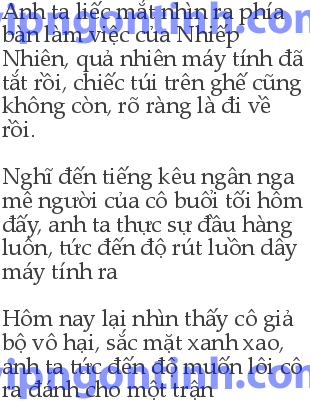 Anh ta liếc mắt nhìn ra phía
bàn làm việc của Nhiếp
Nhiên, quả nhiên máy tính đã
tắt rồi, chiếc túi trên ghế cũng
không còn, rõ ràng là đi về
rồi.
Nghĩ đến tiếng kêu ngân nga
mê người của cô buổi tối hôm
đấy, anh ta thực sự đầu hàng
luôn, tức đến độ rút luồn dây
máy tính ra
Hôm nay lại nhìn thấy cô giả
bộ vô hại, sắc mặt xanh xao,
anh ta tức đến độ muốn lôi cô
ra đánh cho một trận